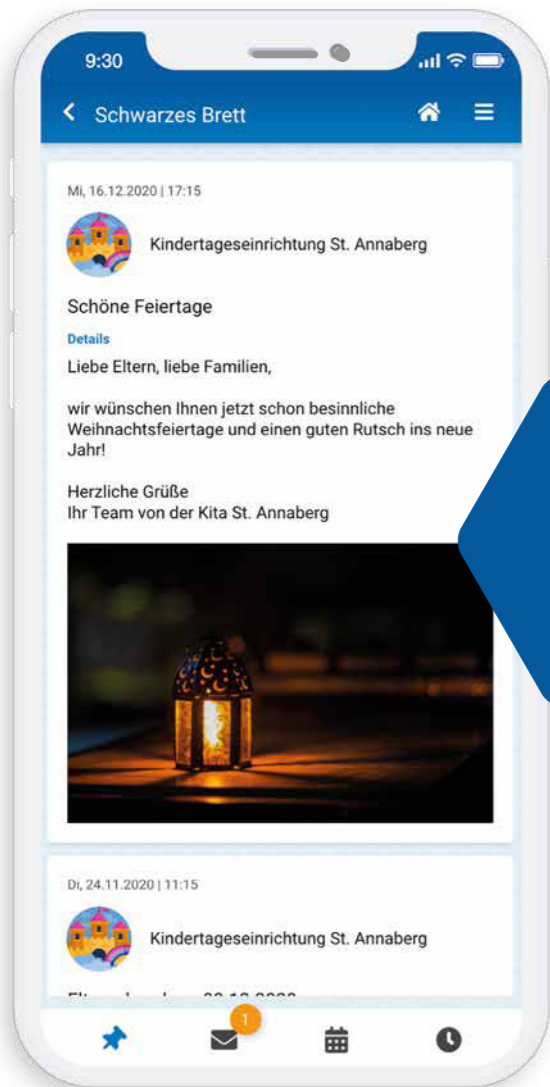 9:30
Schwarzes Brett
Mi, 16.12.2020 | 17:15
Kindertageseinrichtung St. Annaberg
Schöne Feiertage
Details
Liebe Eltern, liebe Familien,
wir wünschen Ihnen jetzt schon besinnliche
Weihnachtsfeiertage und einen guten Rutsch ins neue
Jahr!
Herzliche Grüße
Ihr Team von der Kita St. Annaberg
Di, 24.11.2020 | 11:15
Kindertageseinrichtung St. Annaberg
1